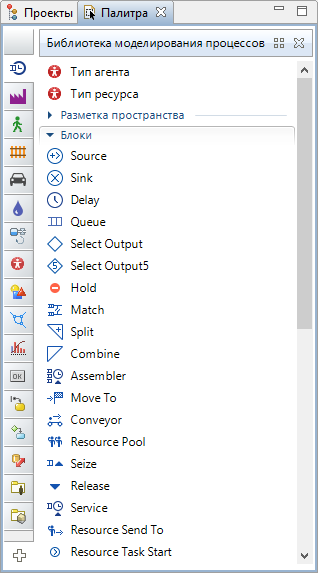 Проекты Палитра
Библиотека моделирования процессов
Тип агента
Тип ресурса
Разметка пространства
Блоки
Source
Sink
Delay
Queue
Select Output
Select Output5
Hold
Match
Split
Combine
Assembler
Move To
Conveyor
Resource Pool
Seize
Release
Service
Resource Send To
Resource Task Start
OK